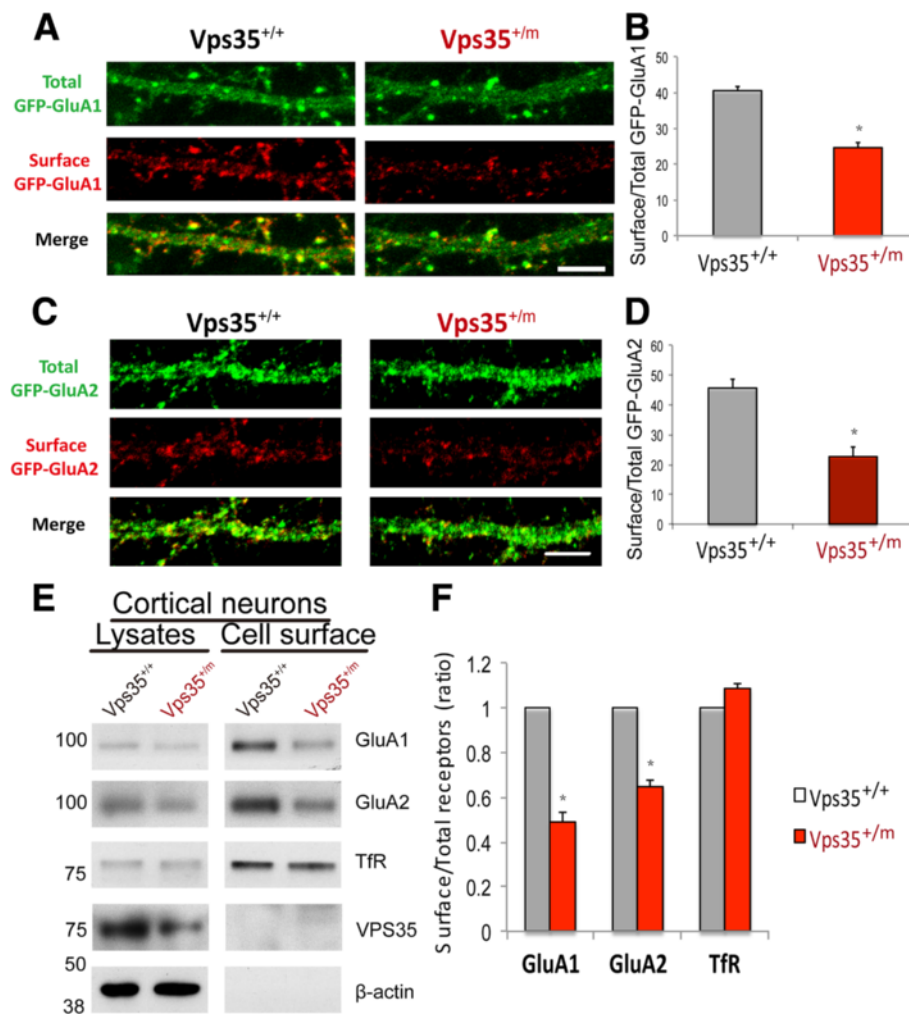 A
Vps35+/+
Vps35+/m
Total
GFP-GluA1
Surface
GFP-GluA1
Merge
B
Surface/Total GFP-GluA1
50
40
30
20
10
0
*
Vps35+/+
Vps35+/m
C
Vps35+/+
Vps35+/m
Total
GFP-GluA2
Surface
GFP-GluA2
Merge
D
Surface/Total GFP-GluA2
60
50
40
30
20
10
0
*
Vps35+/+
Vps35+/m
E
Cortical neurons
Lysates
Cell surface
Vps35+/+
Vps35+/m
Vps35+/+
Vps35+/m
100
GluA1
100
GluA2
75
TfR
75
VPS35
50
38
β-actin
F
S urface/Total receptors (ratio)
1.2
1
0.8
0.6
0.4
0.2
0
*
*
GluA1
GluA2
TfR
Vps35+/+
Vps35+/m